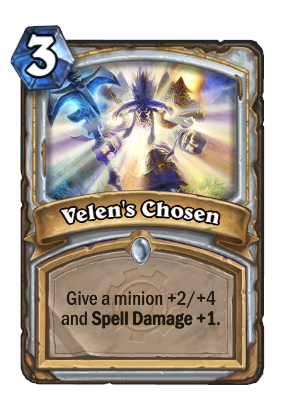 3
Velen's Chosen
Give a minion +2/+4
and Spell Damage +1.